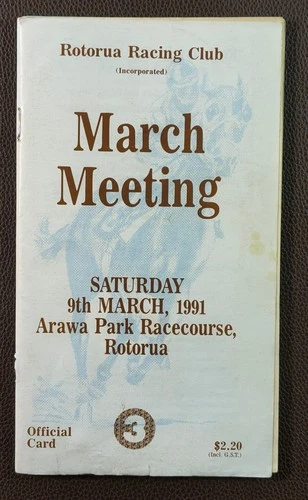 Rotorua Racing Club
(Incorporated)
March
Meeting
SATURDAY
9th MARCH, 1991
Arawa Park Racecourse,
Rotorua
Official
Card
3
$2.20
(Incl. G.S.T.)